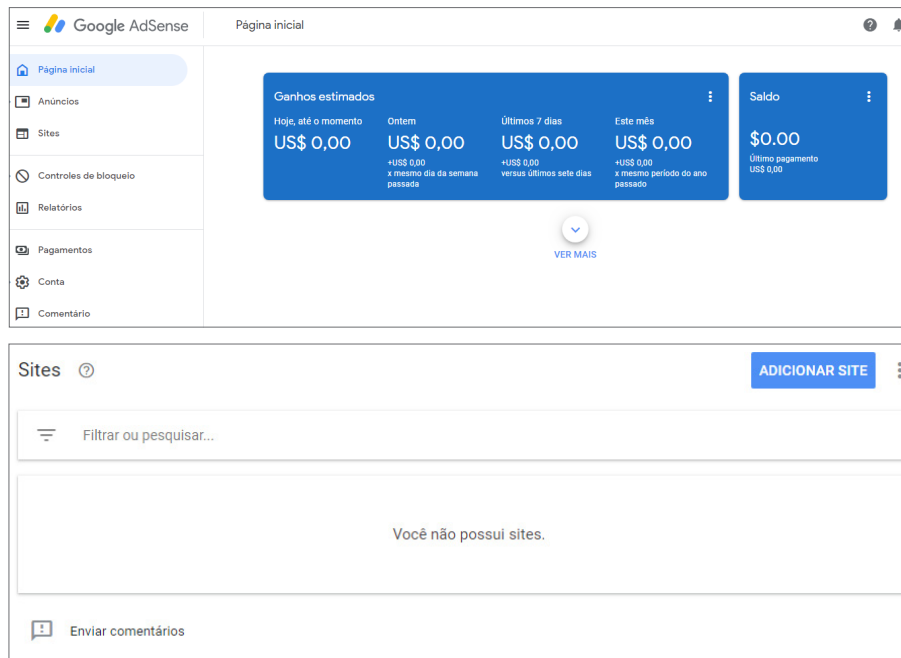 Google AdSense
Página inicial
Página inicial
Anúncios
Sites
Controles de bloqueio
Relatórios
Pagamentos
Conta
Comentário
Ganhos estimados
Hoje, até o momento
US$ 0,00
Ontem
US$ 0,00
+US$ 0,00
x mesmo dia da semana
passada
Últimos 7 dias
US$ 0,00
+US$ 0,00
versus últimos sete dias
Este mês
US$ 0,00
+US$ 0,00
x mesmo período do ano
passado
Saldo
$0.00
Último pagamento
US$ 0,00
VER MAIS
Sites
ADICIONAR SITE
Filtrar ou pesquisar...
Você não possui sites.
Enviar comentários